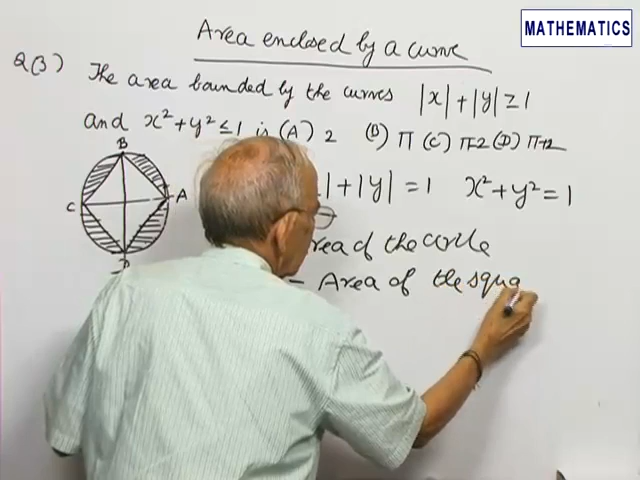 MATHEMATICS
Area enclosed by a curve
Q(3) The area bounded by the curves |x|+|y| ≥ 1
and x²+y² ≤ 1 is (A) 2 (B) π (C) π-2 (D) π+2
|+|y| = 1 x²+y² = 1
B
C A
D
of the circle
- Area of the squa